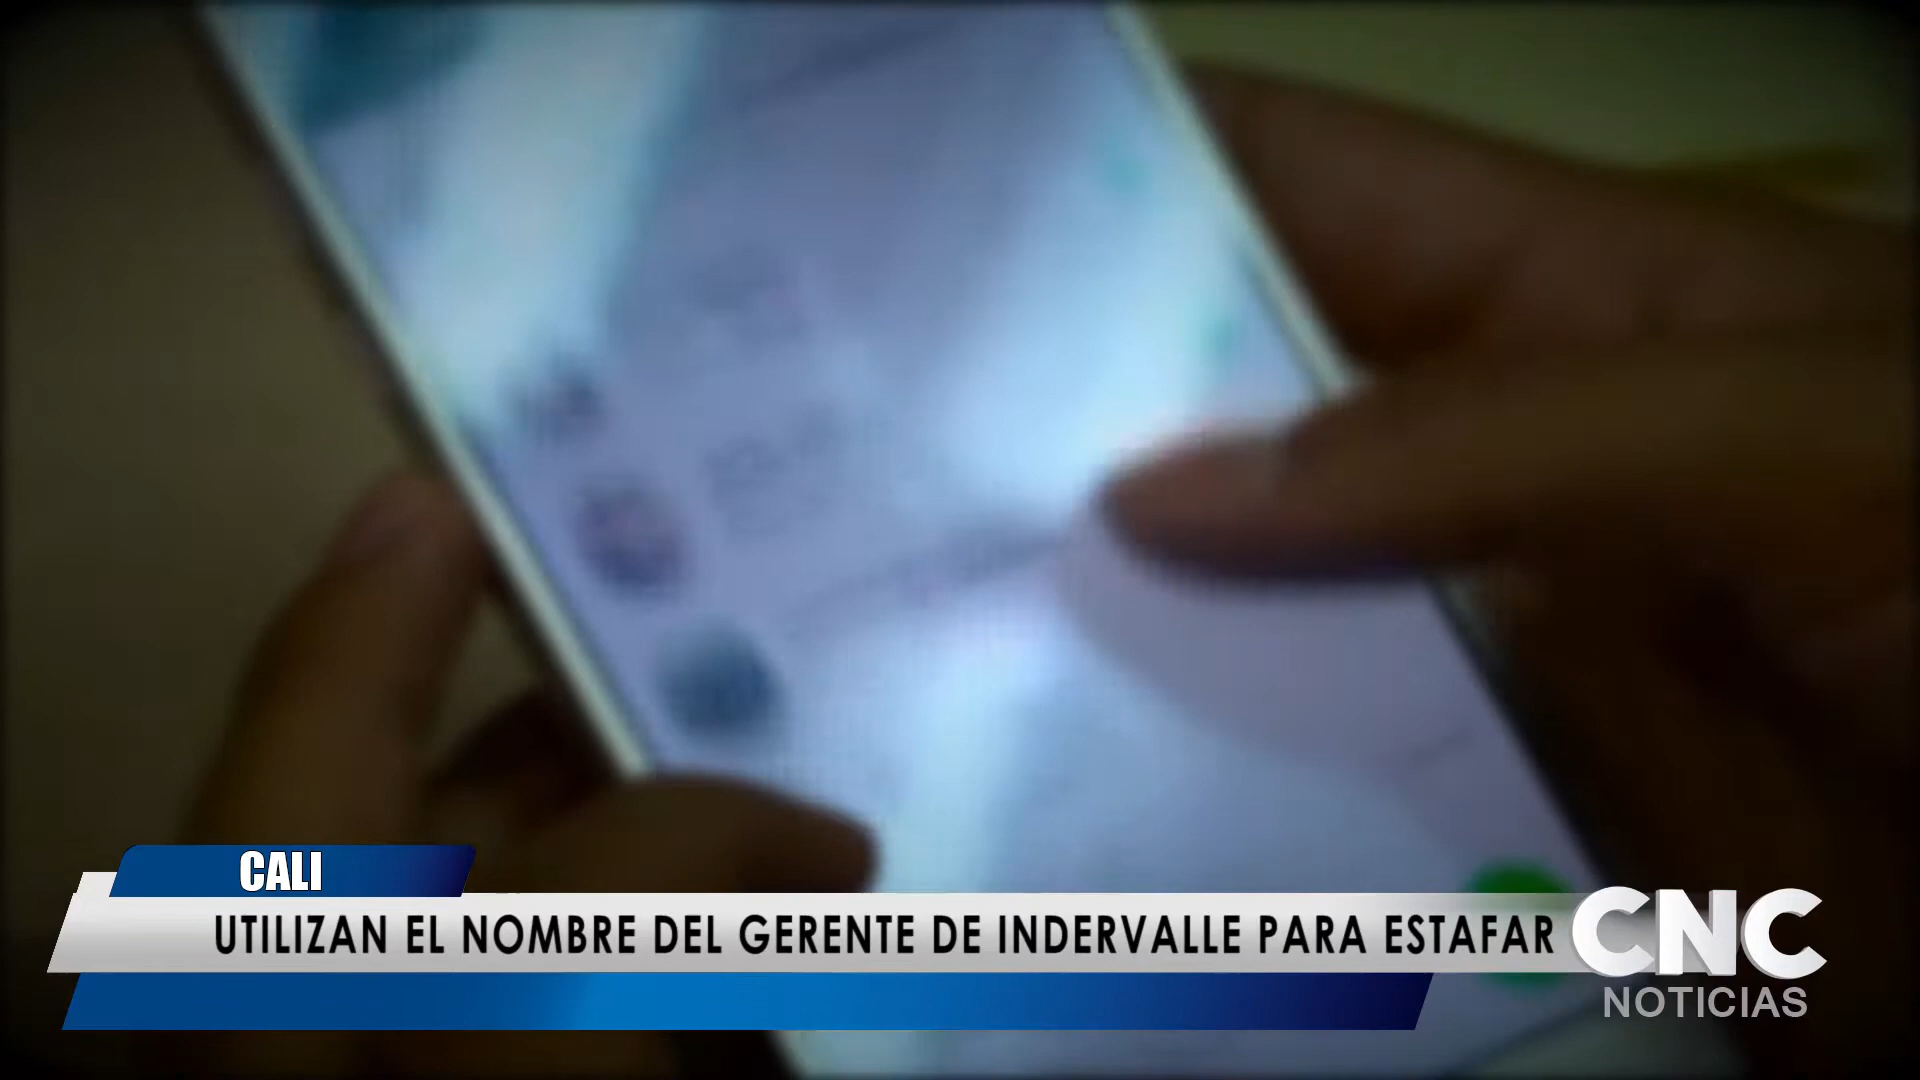 CALI
UTILIZAN EL NOMBRE DEL GERENTE DE INDERVALLE PARA ESTAFAR
CNC
NOTICIAS